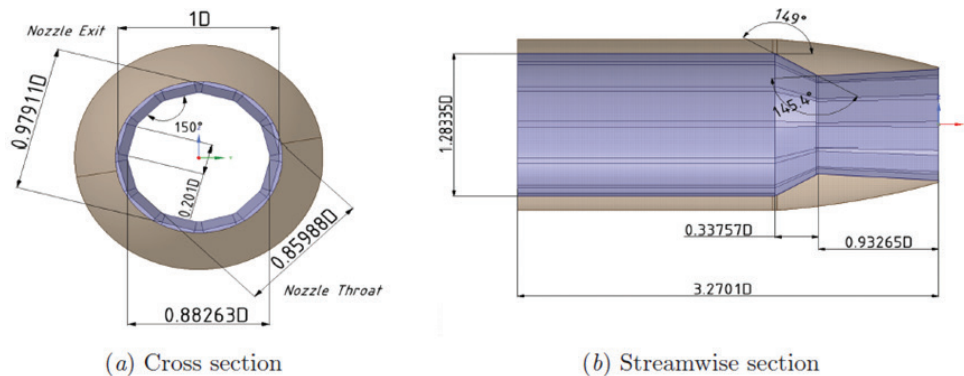 1D
Nozzle Exit
0.97911D
150°
0.201D
0.85988D
Nozzle Throat
0.88263D
(a) Cross section
149°
145.4°
1.28335D
0.33757D
0.93265D
3.2701D
(b) Streamwise section